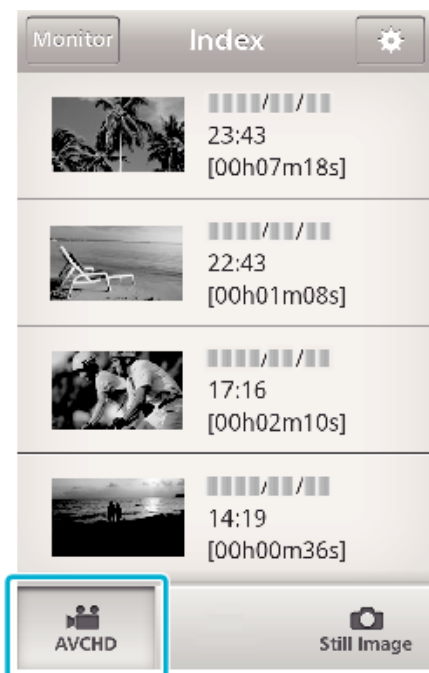 Monitor
Index
23:43
[00h07m18s]
22:43
[00h01m08s]
17:16
[00h02m10s]
14:19
[00h00m36s]
AVCHD
Still Image